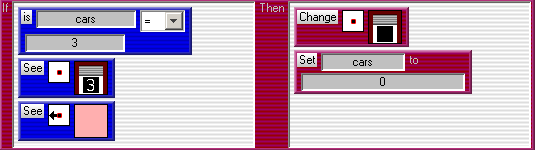 If
is cars =
3
See 3
See
Then
Change
Set cars to
0